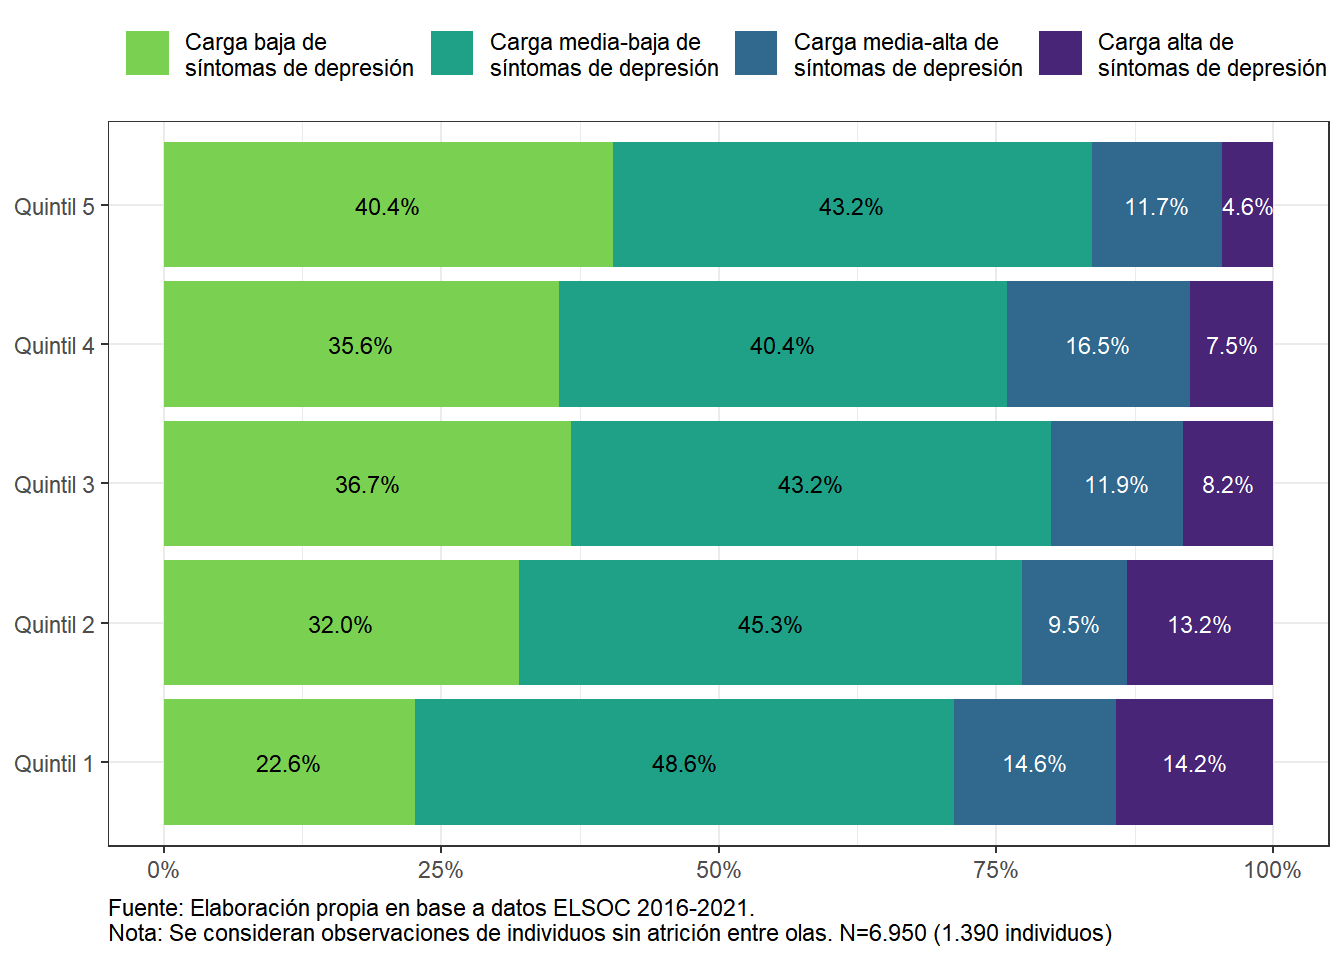 Carga baja de
síntomas de depresión
Carga media-baja de
síntomas de depresión
Carga media-alta de
síntomas de depresión
Carga alta de
síntomas de depresión
Quintil 5
40.4%
43.2%
11.7%
4.6%
Quintil 4
35.6%
40.4%
16.5%
7.5%
Quintil 3
36.7%
43.2%
11.9%
8.2%
Quintil 2
32.0%
45.3%
9.5%
13.2%
Quintil 1
22.6%
48.6%
14.6%
14.2%
0%
25%
50%
75%
100%
Fuente: Elaboración propia en base a datos ELSOC 2016-2021.
Nota: Se consideran observaciones de individuos sin atrición entre olas. N=6.950 (1.390 individuos)